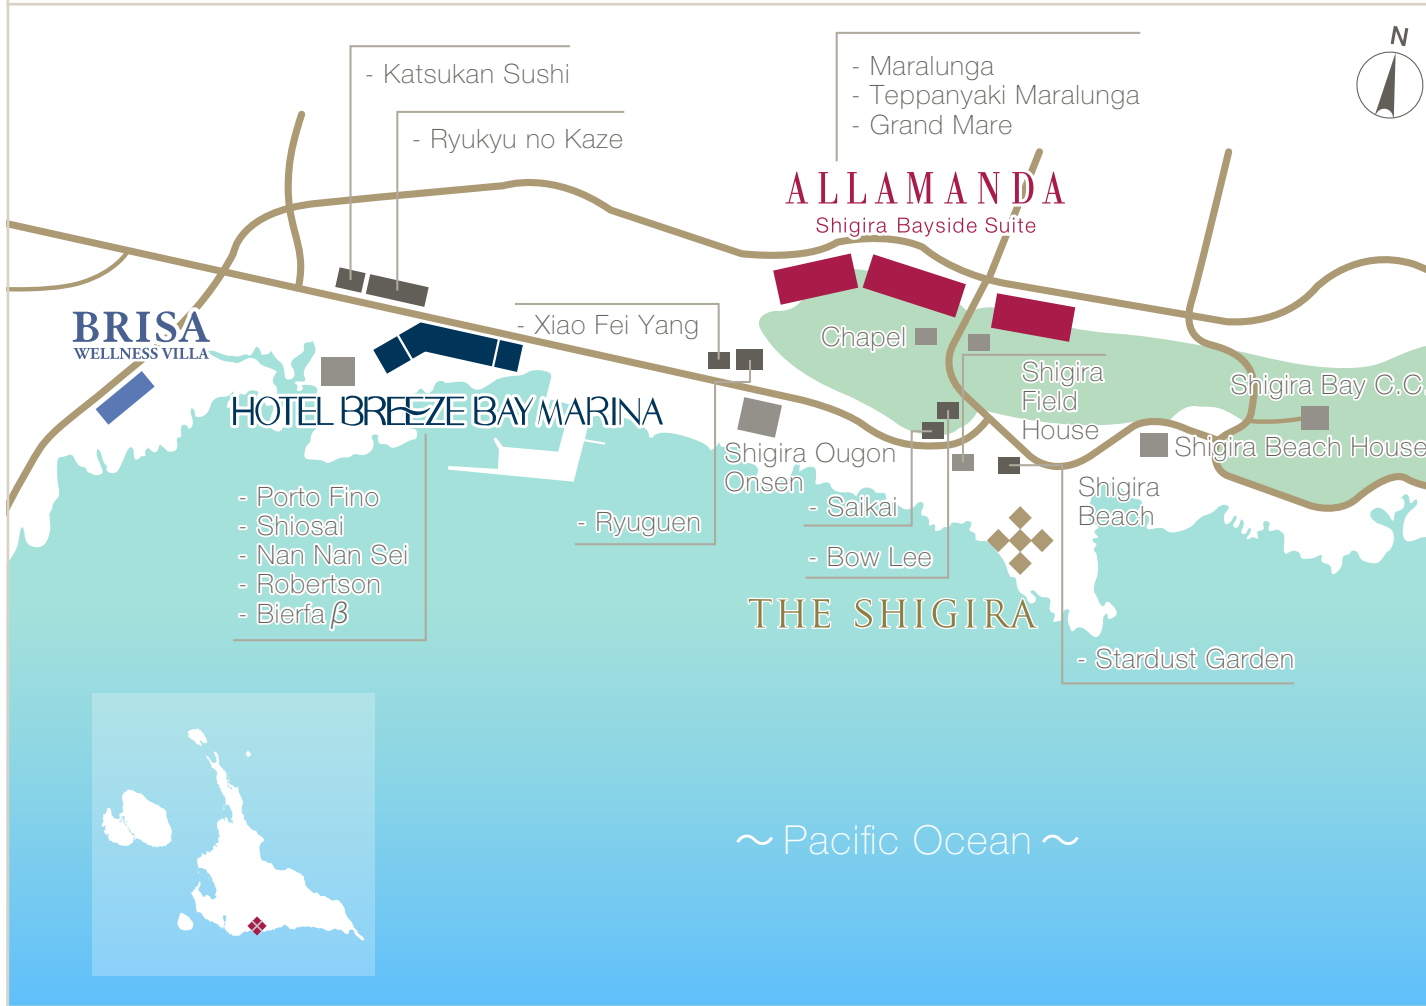 N
- Katsukan Sushi
- Ryukyu no Kaze
- Maralunga
- Teppanyaki Maralunga
- Grand Mare
ALLAMANDA
Shigira Bayside Suite
BRISA
WELLNESS VILLA
- Xiao Fei Yang
Chapel
Shigira
Field
House
Shigira Bay C.C.
HOTEL BREEZE BAY MARINA
Shigira Beach House
Shigira Ougon
Onsen
Shigira
Beach
- Porto Fino
- Shiosai
- Nan Nan Sei
- Robertson
- Bierfa β
- Ryuguen
- Saikai
- Bow Lee
THE SHIGIRA
- Stardust Garden
～ Pacific Ocean ～